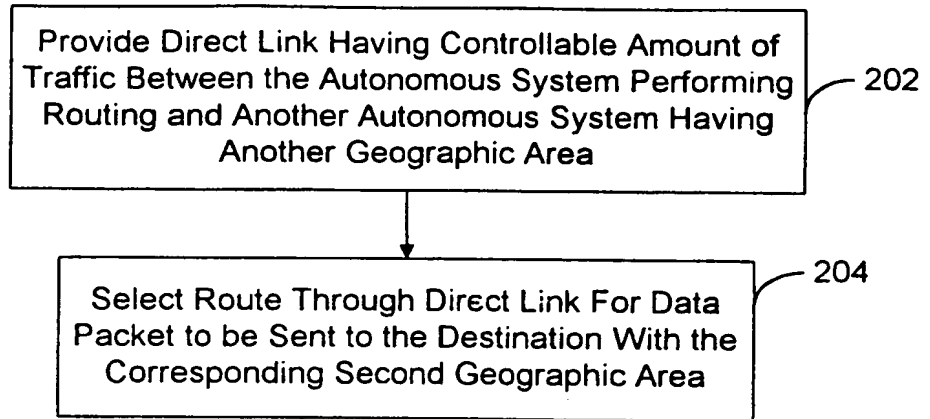 Provide Direct Link Having Controllable Amount of
Traffic Between the Autonomous System Performing
Routing and Another Autonomous System Having
Another Geographic Area
202
204
Select Route Through Direct Link For Data
Packet to be Sent to the Destination With the
Corresponding Second Geographic Area